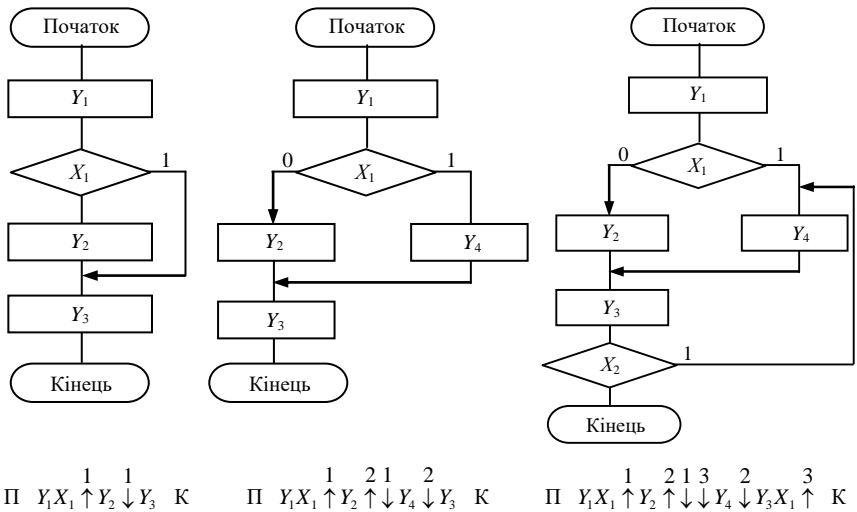 Початок
Y₁
X₁
1
Y₂
Y₃
Кінець
Початок
Y₁
0
X₁
1
Y₂
Y₄
Y₃
Кінець
Початок
Y₁
0
X₁
1
Y₂
Y₄
Y₃
X₂
1
Кінець
1 1
П Y₁X₁ ↑ Y₂ ↓ Y₃ К
1 2 1 2
П Y₁X₁ ↑ Y₂ ↑ ↓ Y₄ ↓ Y₃ К
1 2 1 3 2 3
П Y₁X₁ ↑ Y₂ ↑ ↓ ↓ Y₄ ↓ Y₃X₁ ↑ К